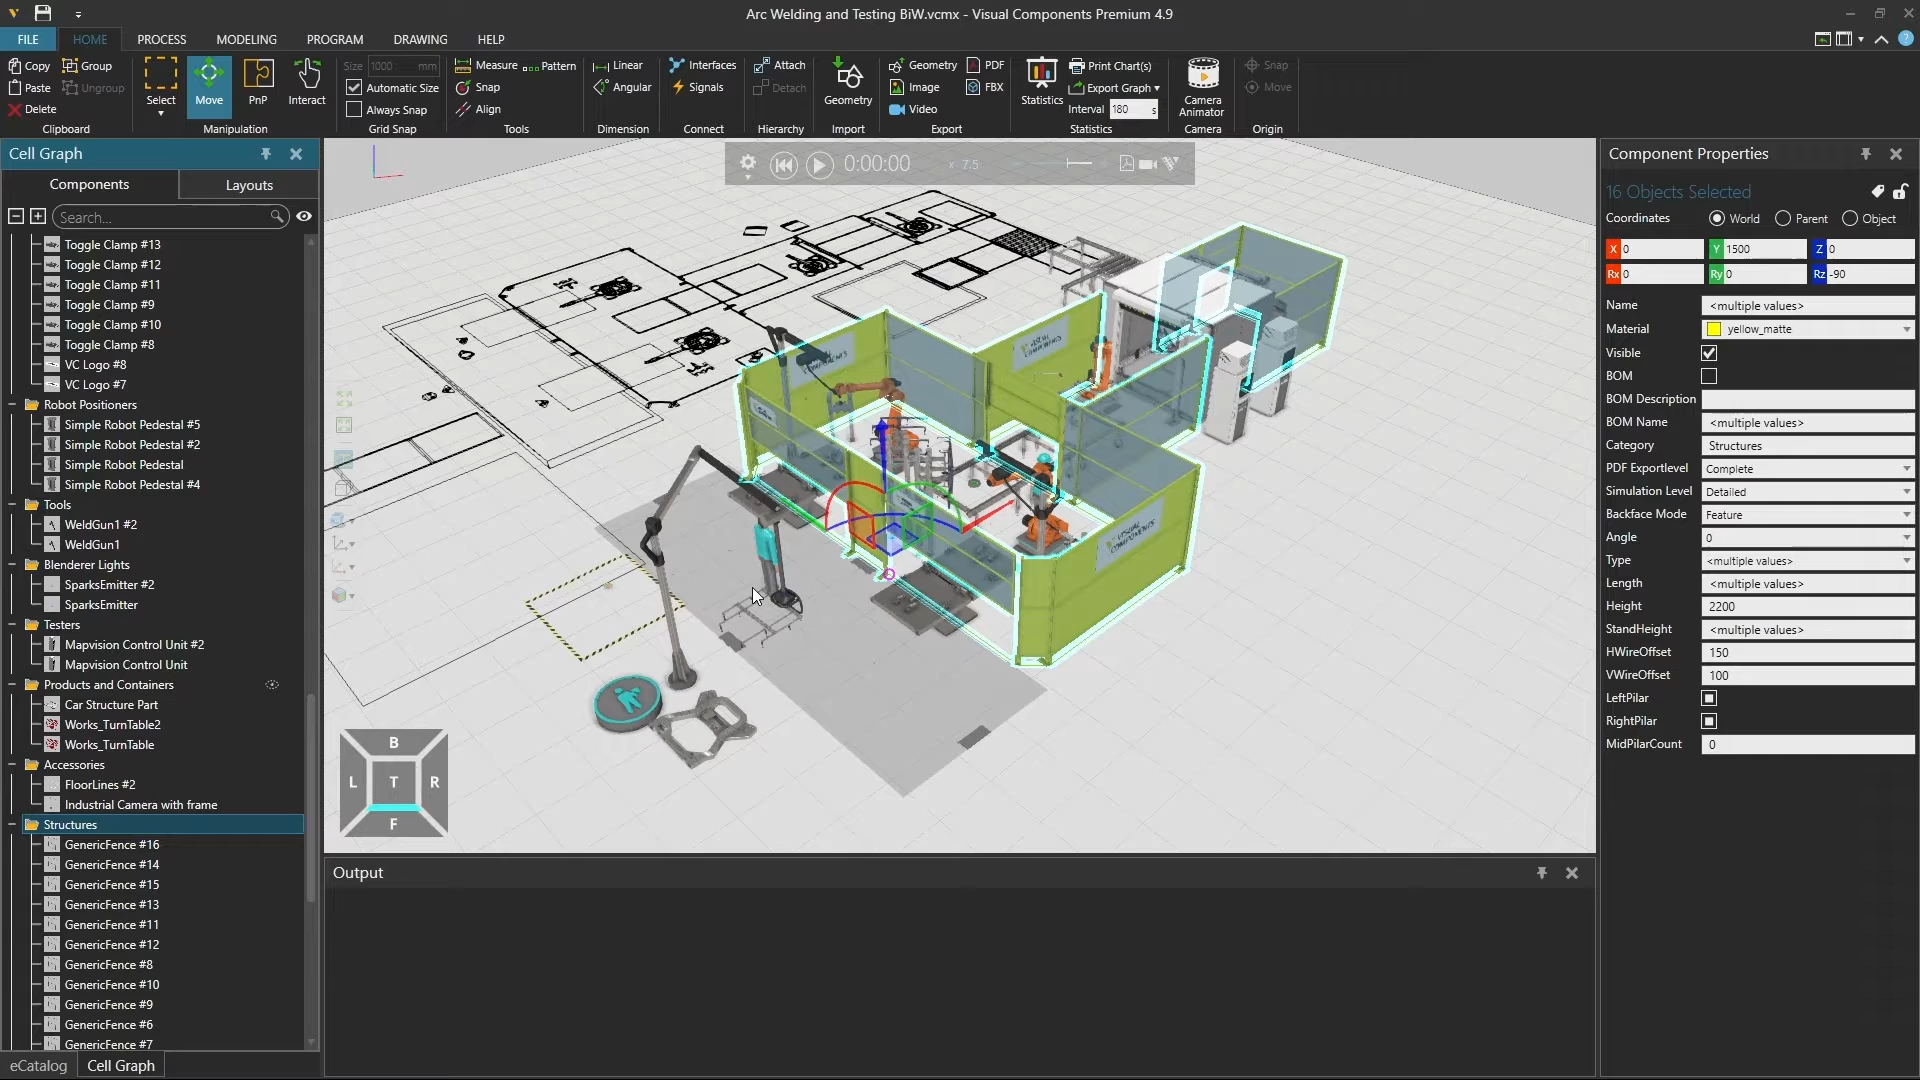 Arc Welding and Testing BiW.vcmx - Visual Components Premium 4.9
FILE HOME PROCESS MODELING PROGRAM DRAWING HELP
Copy
Paste
Delete
Clipboard
Group
Ungroup
Select
Move
PnP
Interact
Manipulation
Size 1000 mm
Automatic Size
Always Snap
Grid Snap
Measure
Pattern
Snap
Align
Tools
Linear
Angular
Dimension
Interfaces
Signals
Connect
Attach
Detach
Hierarchy
Geometry
Import
Geometry
Image
Video
PDF
FBX
Export
Statistics
Print Chart(s)
Export Graph
Interval 180 s
Statistics
Camera
Animator
Camera
Snap
Move
Origin
Cell Graph
Components
Layouts
Search...
Toggle Clamp #13
Toggle Clamp #12
Toggle Clamp #11
Toggle Clamp #9
Toggle Clamp #10
Toggle Clamp #8
VC Logo #8
VC Logo #7
Robot Positioners
Simple Robot Pedestal #5
Simple Robot Pedestal #2
Simple Robot Pedestal
Simple Robot Pedestal #4
Tools
WeldGun1 #2
WeldGun1
Blenderer Lights
SparksEmitter #2
SparksEmitter
Testers
Mapvision Control Unit #2
Mapvision Control Unit
Products and Containers
Car Structure Part
Works_TurnTable2
Works_TurnTable
Accessories
FloorLines #2
Industrial Camera with frame
Structures
GenericFence #16
GenericFence #14
GenericFence #15
GenericFence #13
GenericFence #11
GenericFence #12
GenericFence #8
GenericFence #10
GenericFence #9
GenericFence #6
GenericFence #7
eCatalog
Cell Graph
0:00:00
x 7.5
VISUAL
COMPONENTS
VISUAL
COMPONENTS
VISUAL
COMPONENTS
B
L T R
F
Output
Component Properties
16 Objects Selected
Coordinates World Parent Object
X 0 Y 1500 Z 0
Rx 0 Ry 0 Rz -90
Name <multiple values>
Material yellow_matte
Visible
BOM
BOM Description
BOM Name <multiple values>
Category Structures
PDF Exportlevel Complete
Simulation Level Detailed
Backface Mode Feature
Angle 0
Type <multiple values>
Length <multiple values>
Height 2200
StandHeight <multiple values>
HWireOffset 150
VWireOffset 100
LeftPilar
RightPilar
MidPilarCount 0